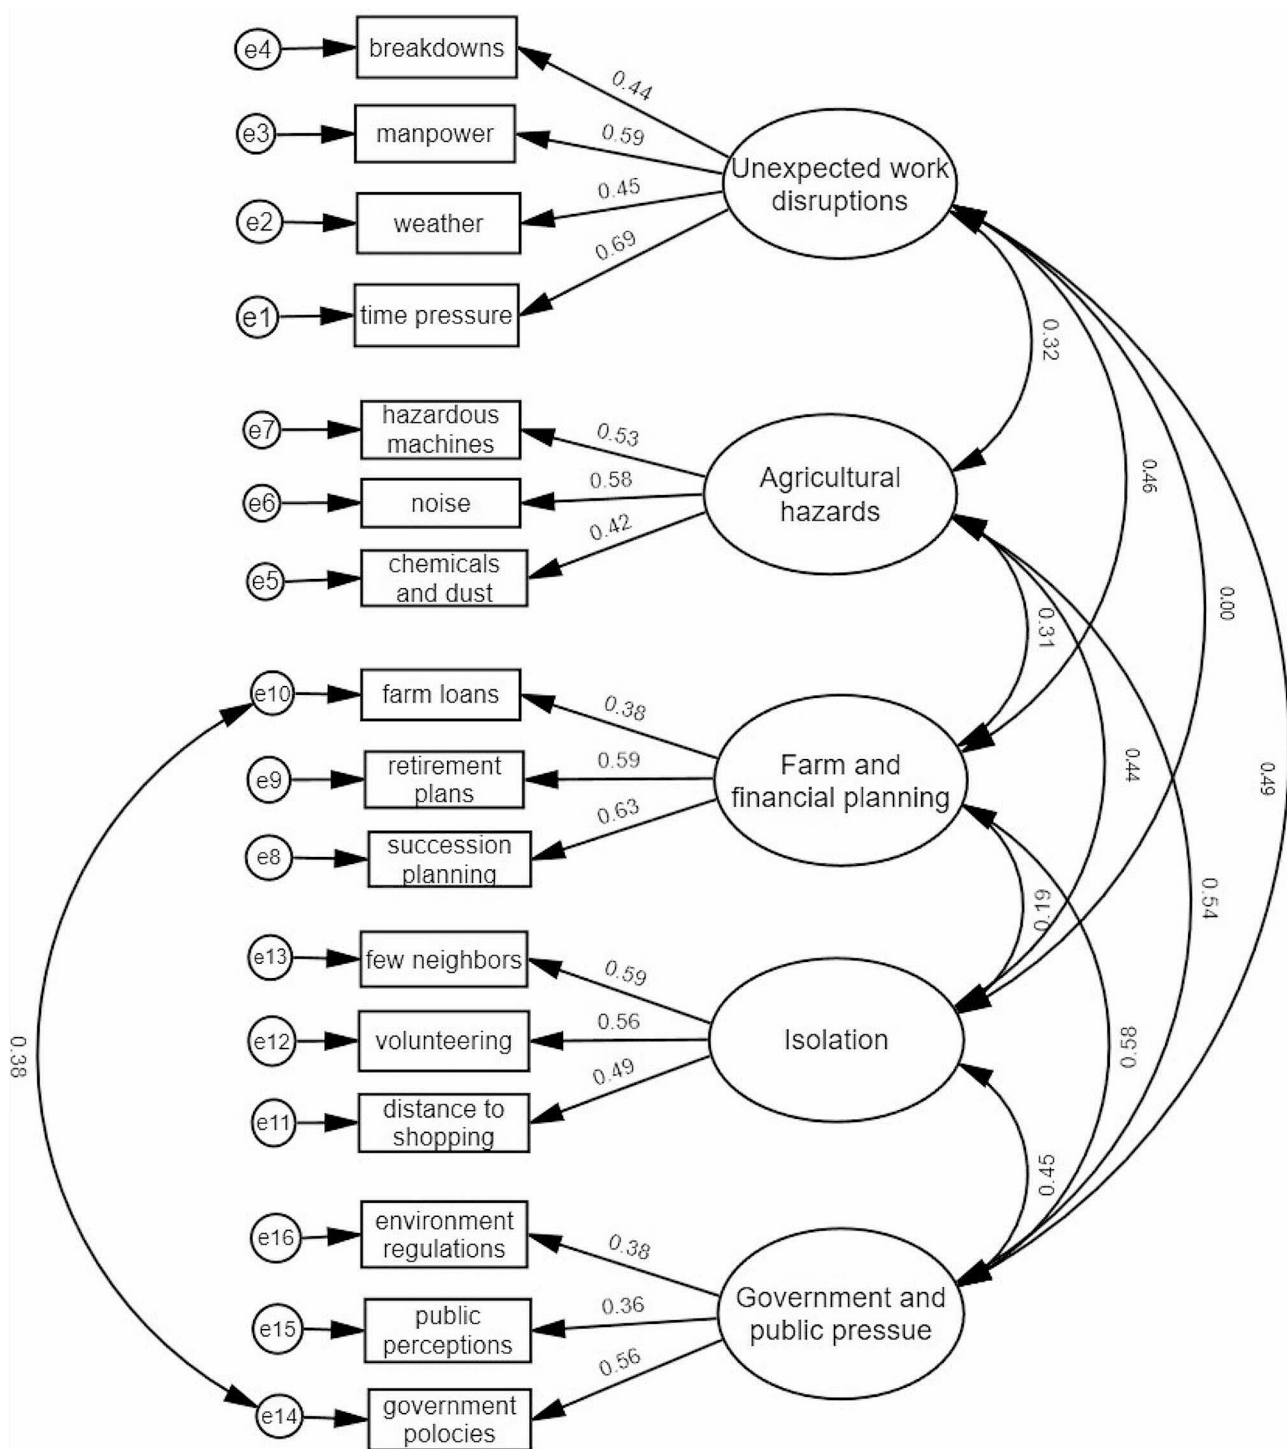 e4
breakdowns
0.44
e3
manpower
0.59
Unexpected work
disruptions
e2
weather
0.45
e1
time pressure
0.69
0.32
e7
hazardous
machines
0.53
Agricultural
hazards
0.46
e6
noise
0.58
e5
chemicals
and dust
0.42
0.00
0.31
e10
farm loans
0.38
e9
retirement
plans
0.59
Farm and
financial planning
0.44
0.49
e8
succession
planning
0.63
0.54
0.19
e13
few neighbors
0.59
e12
volunteering
0.56
Isolation
0.58
0.38
e11
distance to
shopping
0.49
0.45
e16
environment
regulations
0.38
e15
public
perceptions
0.36
Government and
public pressue
e14
government
polocies
0.56